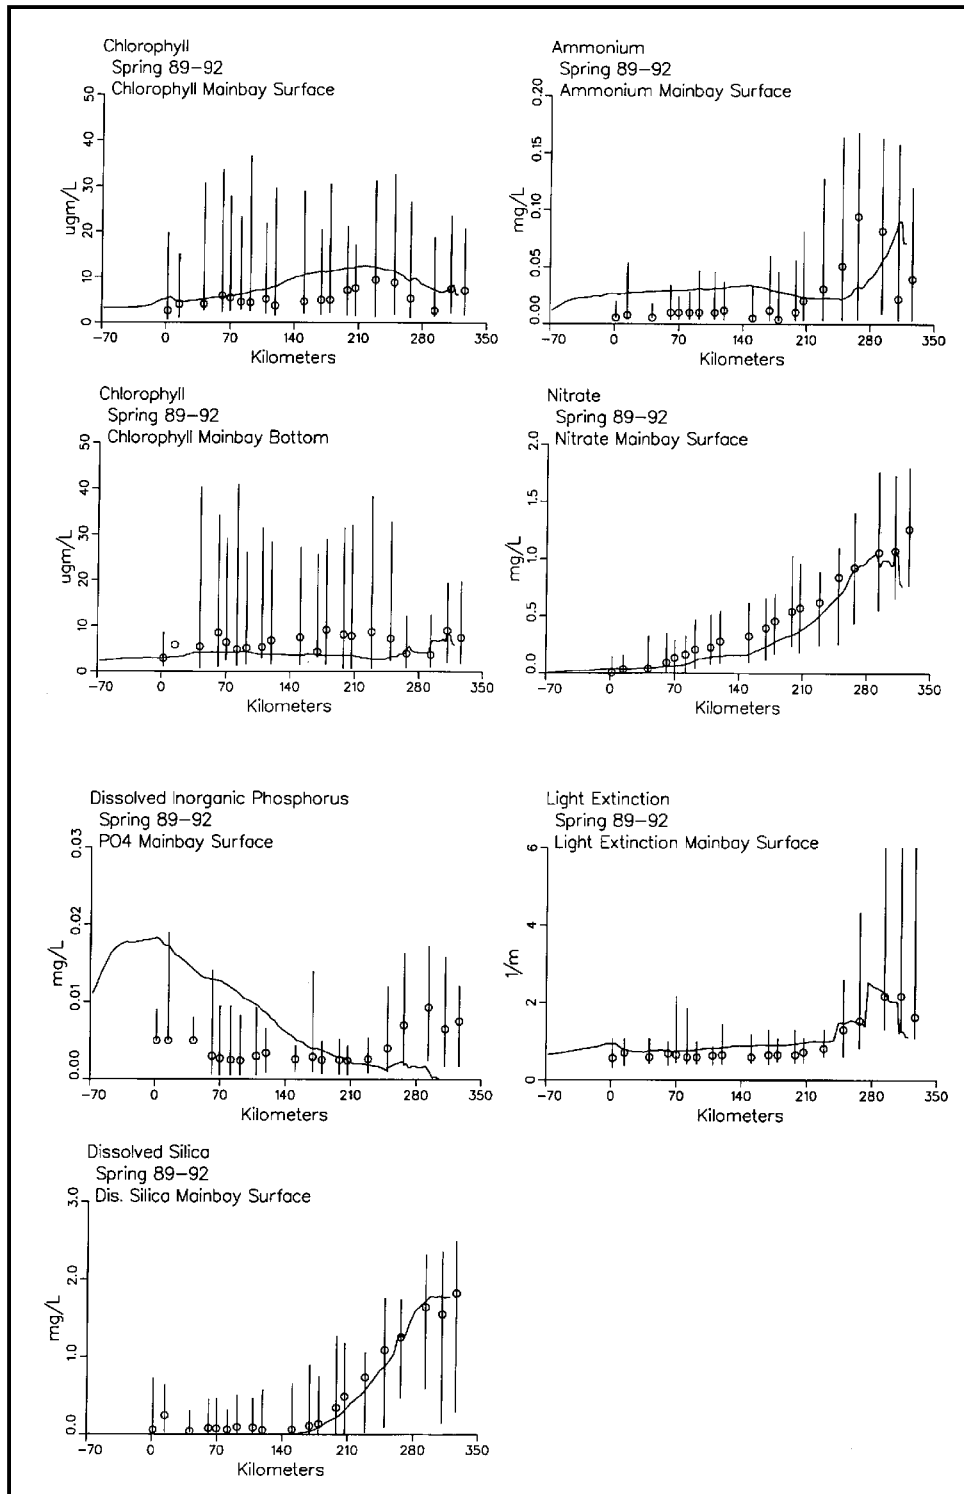 Chlorophyll
Spring 89-92
Chlorophyll Mainbay Surface
50
40
30
20
10
0
ugm/L
-70 0 70 140 210 280 350
Kilometers
Ammonium
Spring 89-92
Ammonium Mainbay Surface
0.20
0.15
0.10
0.05
0.00
mg/L
-70 0 70 140 210 280 350
Kilometers
Chlorophyll
Spring 89-92
Chlorophyll Mainbay Bottom
50
40
30
20
10
0
ugm/L
-70 0 70 140 210 280 350
Kilometers
Nitrate
Spring 89-92
Nitrate Mainbay Surface
2.0
1.5
1.0
0.5
0.0
mg/L
-70 0 70 140 210 280 350
Kilometers
Dissolved Inorganic Phosphorus
Spring 89-92
PO4 Mainbay Surface
0.03
0.02
0.01
0.00
mg/L
-70 0 70 140 210 280 350
Kilometers
Light Extinction
Spring 89-92
Light Extinction Mainbay Surface
6
4
2
0
1/m
-70 0 70 140 210 280 350
Kilometers
Dissolved Silica
Spring 89-92
Dis. Silica Mainbay Surface
3.0
2.0
1.0
0.0
mg/L
-70 0 70 140 210 280 350
Kilometers